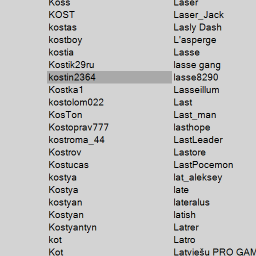 Koss Laser
KOST Laser_Jack
kostas Lasly Dash
kostboy L'asperge
kostia Lasse
Kostik29ru lasse gang
kostin2364 lasse8290
Kostka1 Lasseillum
kostolom022 Last
KosTon Last_man
Kostoprav777 lasthope
kostroma_44 LastLeader
Kostrov Lastore
Kostucas LastPocemon
kostya lat_aleksey
Kostya late
kostyan lateralus
Kostyan latish
Kostyantyn Latrer
kot Latro
Kot Latviešu PRO GAM